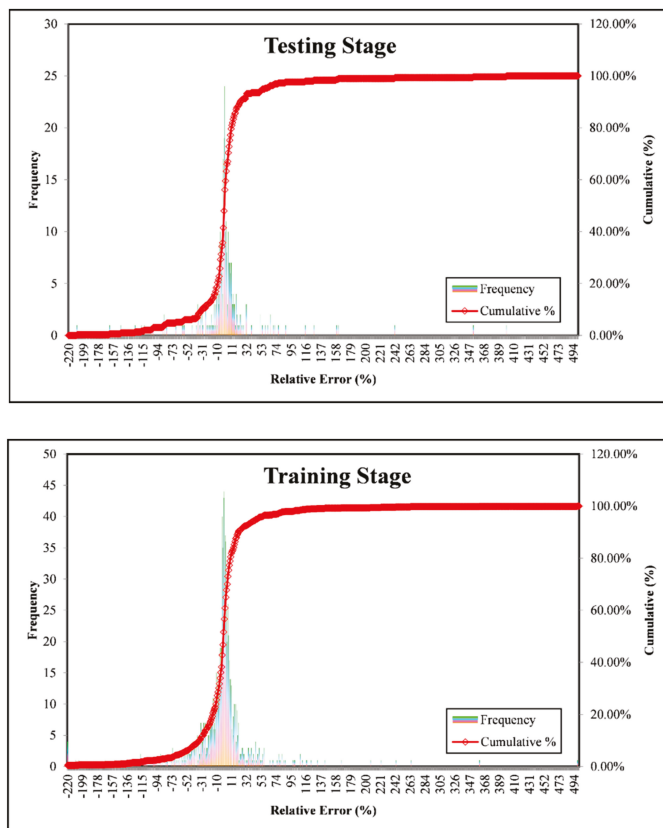 Testing Stage
30
25
20
15
10
5
0
Frequency
120.00%
100.00%
80.00%
60.00%
40.00%
20.00%
0.00%
Cumulative (%)
Frequency
Cumulative %
-220 -199 -178 -157 -136 -115 -94 -73 -52 -31 -10 11 32 53 74 95 116 137 158 179 200 221 242 263 284 305 326 347 368 389 410 431 452 473 494
Relative Error (%)
Training Stage
50
45
40
35
30
25
20
15
10
5
0
Frequency
120.00%
100.00%
80.00%
60.00%
40.00%
20.00%
0.00%
Cumulative (%)
Frequency
Cumulative %
-220 -199 -178 -157 -136 -115 -94 -73 -52 -31 -10 11 32 53 74 95 116 137 158 179 200 221 242 263 284 305 326 347 368 389 410 431 452 473 494
Relative Error (%)